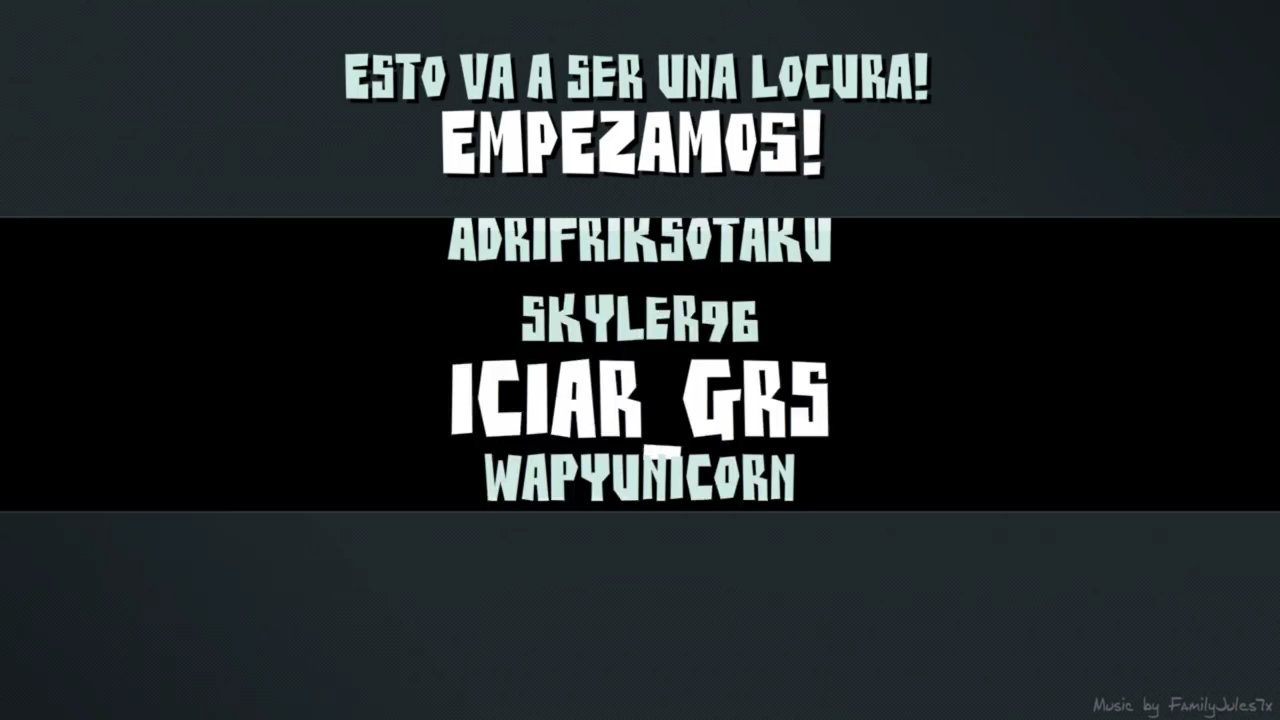 ESTO VA A SER UNA LOCURA!
EMPEZAMOS!
ADRIFRIKSOTAKU
SKYLER96
ICIAR_GRS
WAPYUNICORN
Music by FamilyJules7x